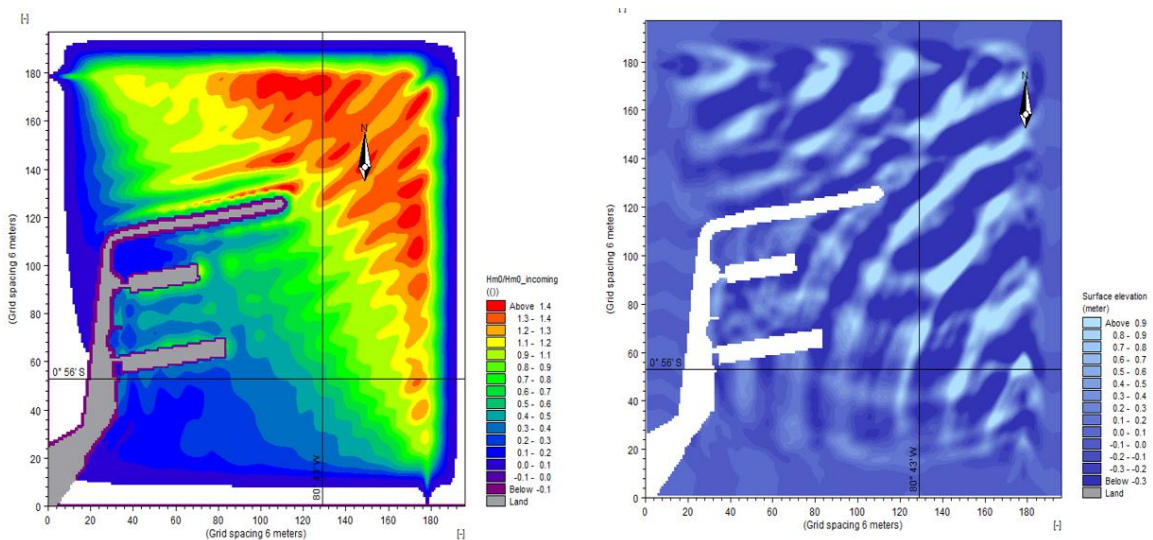 [-]
180
160
140
120
100
80
60
40
20
0
(Grid spacing 6 meters)
N
0° 56' S
80° 43' W
0 20 40 60 80 100 120 140 160 180
(Grid spacing 6 meters)
[-]
Hm0/Hm0_incoming
(())
Above 1.4
1.3 - 1.4
1.2 - 1.3
1.1 - 1.2
1.0 - 1.1
0.9 - 1.1
0.8 - 0.9
0.7 - 0.8
0.6 - 0.7
0.5 - 0.6
0.4 - 0.5
0.3 - 0.4
0.2 - 0.3
0.1 - 0.2
0.0 - 0.1
-0.1 - 0.0
Below -0.1
Land
180
160
140
120
100
80
60
40
20
0
(Grid spacing 6 meters)
N
0° 56' S
80° 43' W
0 20 40 60 80 100 120 140 160 180
(Grid spacing 6 meters)
[-]
Surface elevation
(meter)
Above 0.9
0.8 - 0.9
0.7 - 0.8
0.6 - 0.7
0.5 - 0.6
0.4 - 0.5
0.3 - 0.4
0.2 - 0.3
0.1 - 0.2
0.0 - 0.1
-0.1 - 0.0
-0.2 - -0.1
-0.3 - -0.2
Below -0.3
Land